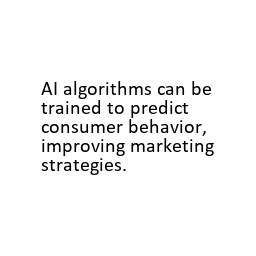 AI algorithms can be
trained to predict
consumer behavior,
improving marketing
strategies.